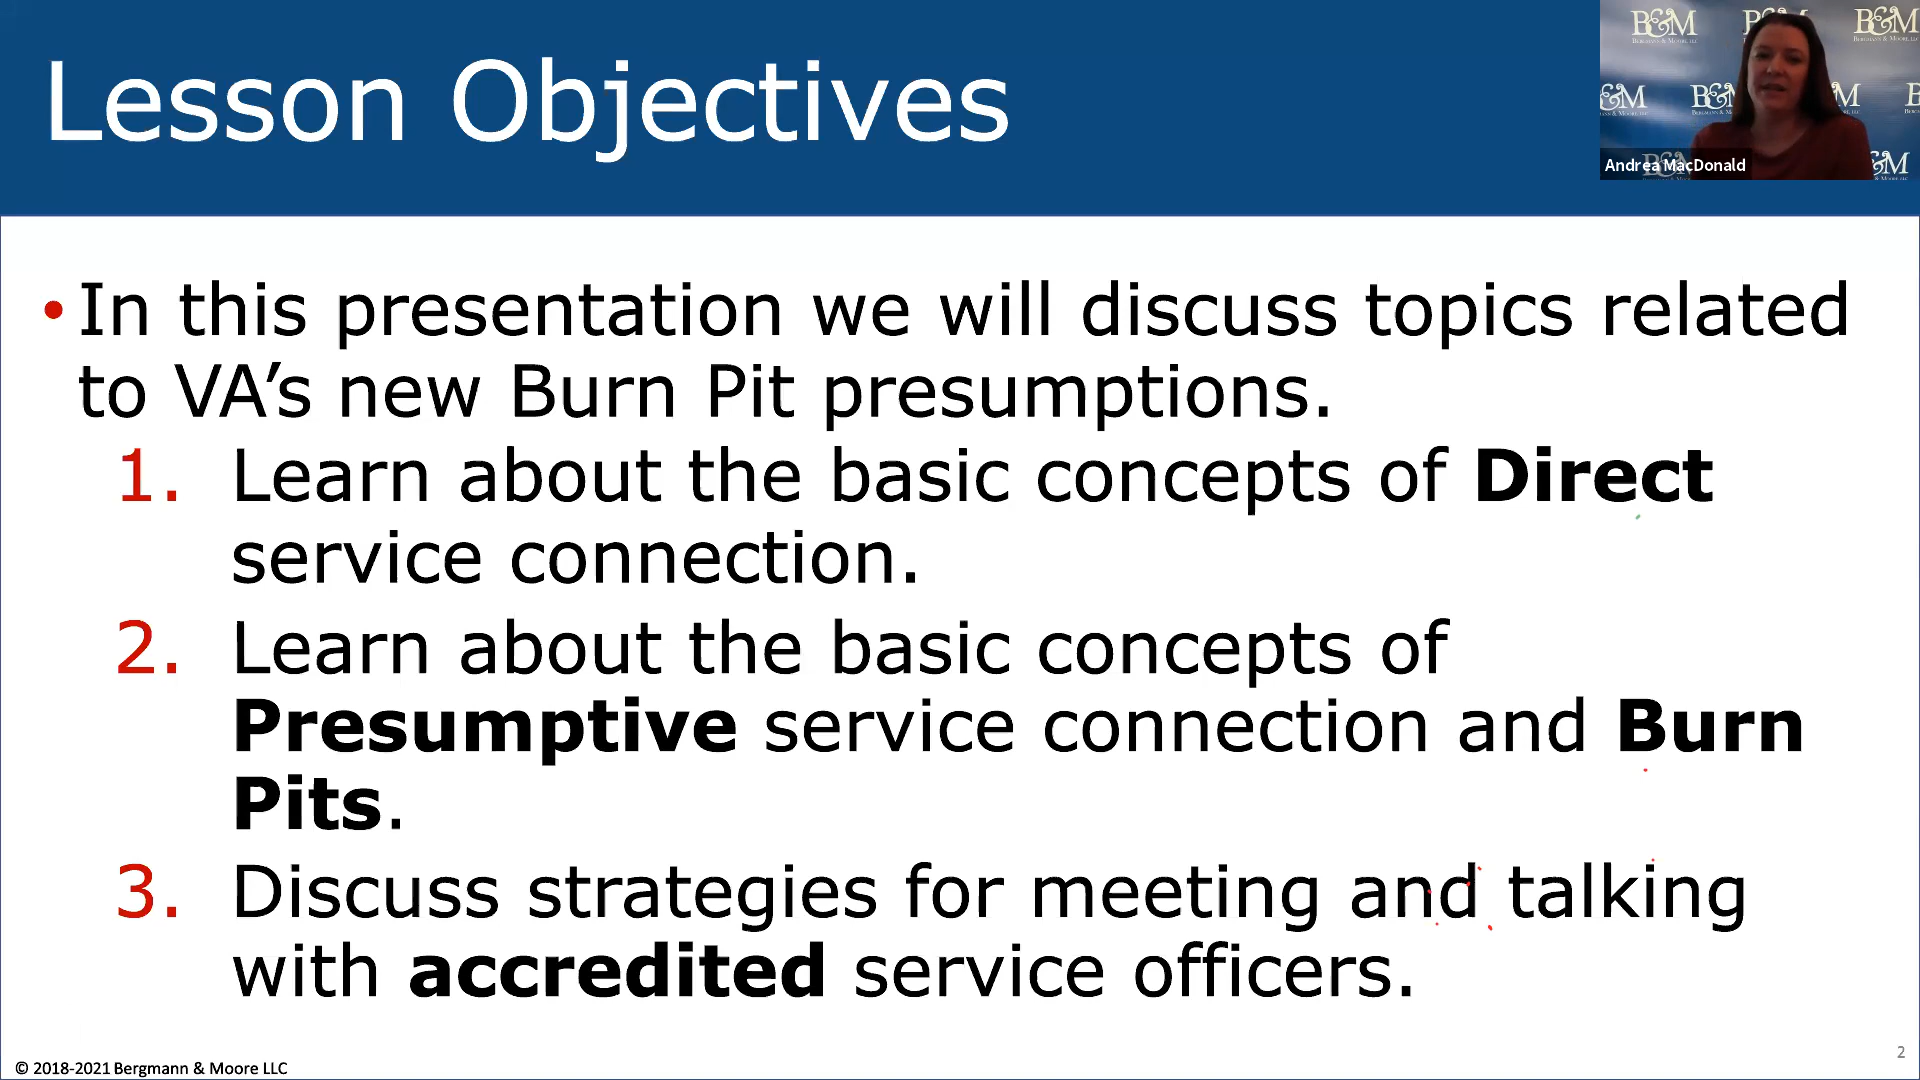 Lesson Objectives
B&M
BERGMANN & MOORE, LLC
Andrea MacDonald
• In this presentation we will discuss topics related
to VA’s new Burn Pit presumptions.
1. Learn about the basic concepts of Direct
service connection.
2. Learn about the basic concepts of
Presumptive service connection and Burn
Pits.
3. Discuss strategies for meeting and talking
with accredited service officers.
© 2018-2021 Bergmann & Moore LLC
2